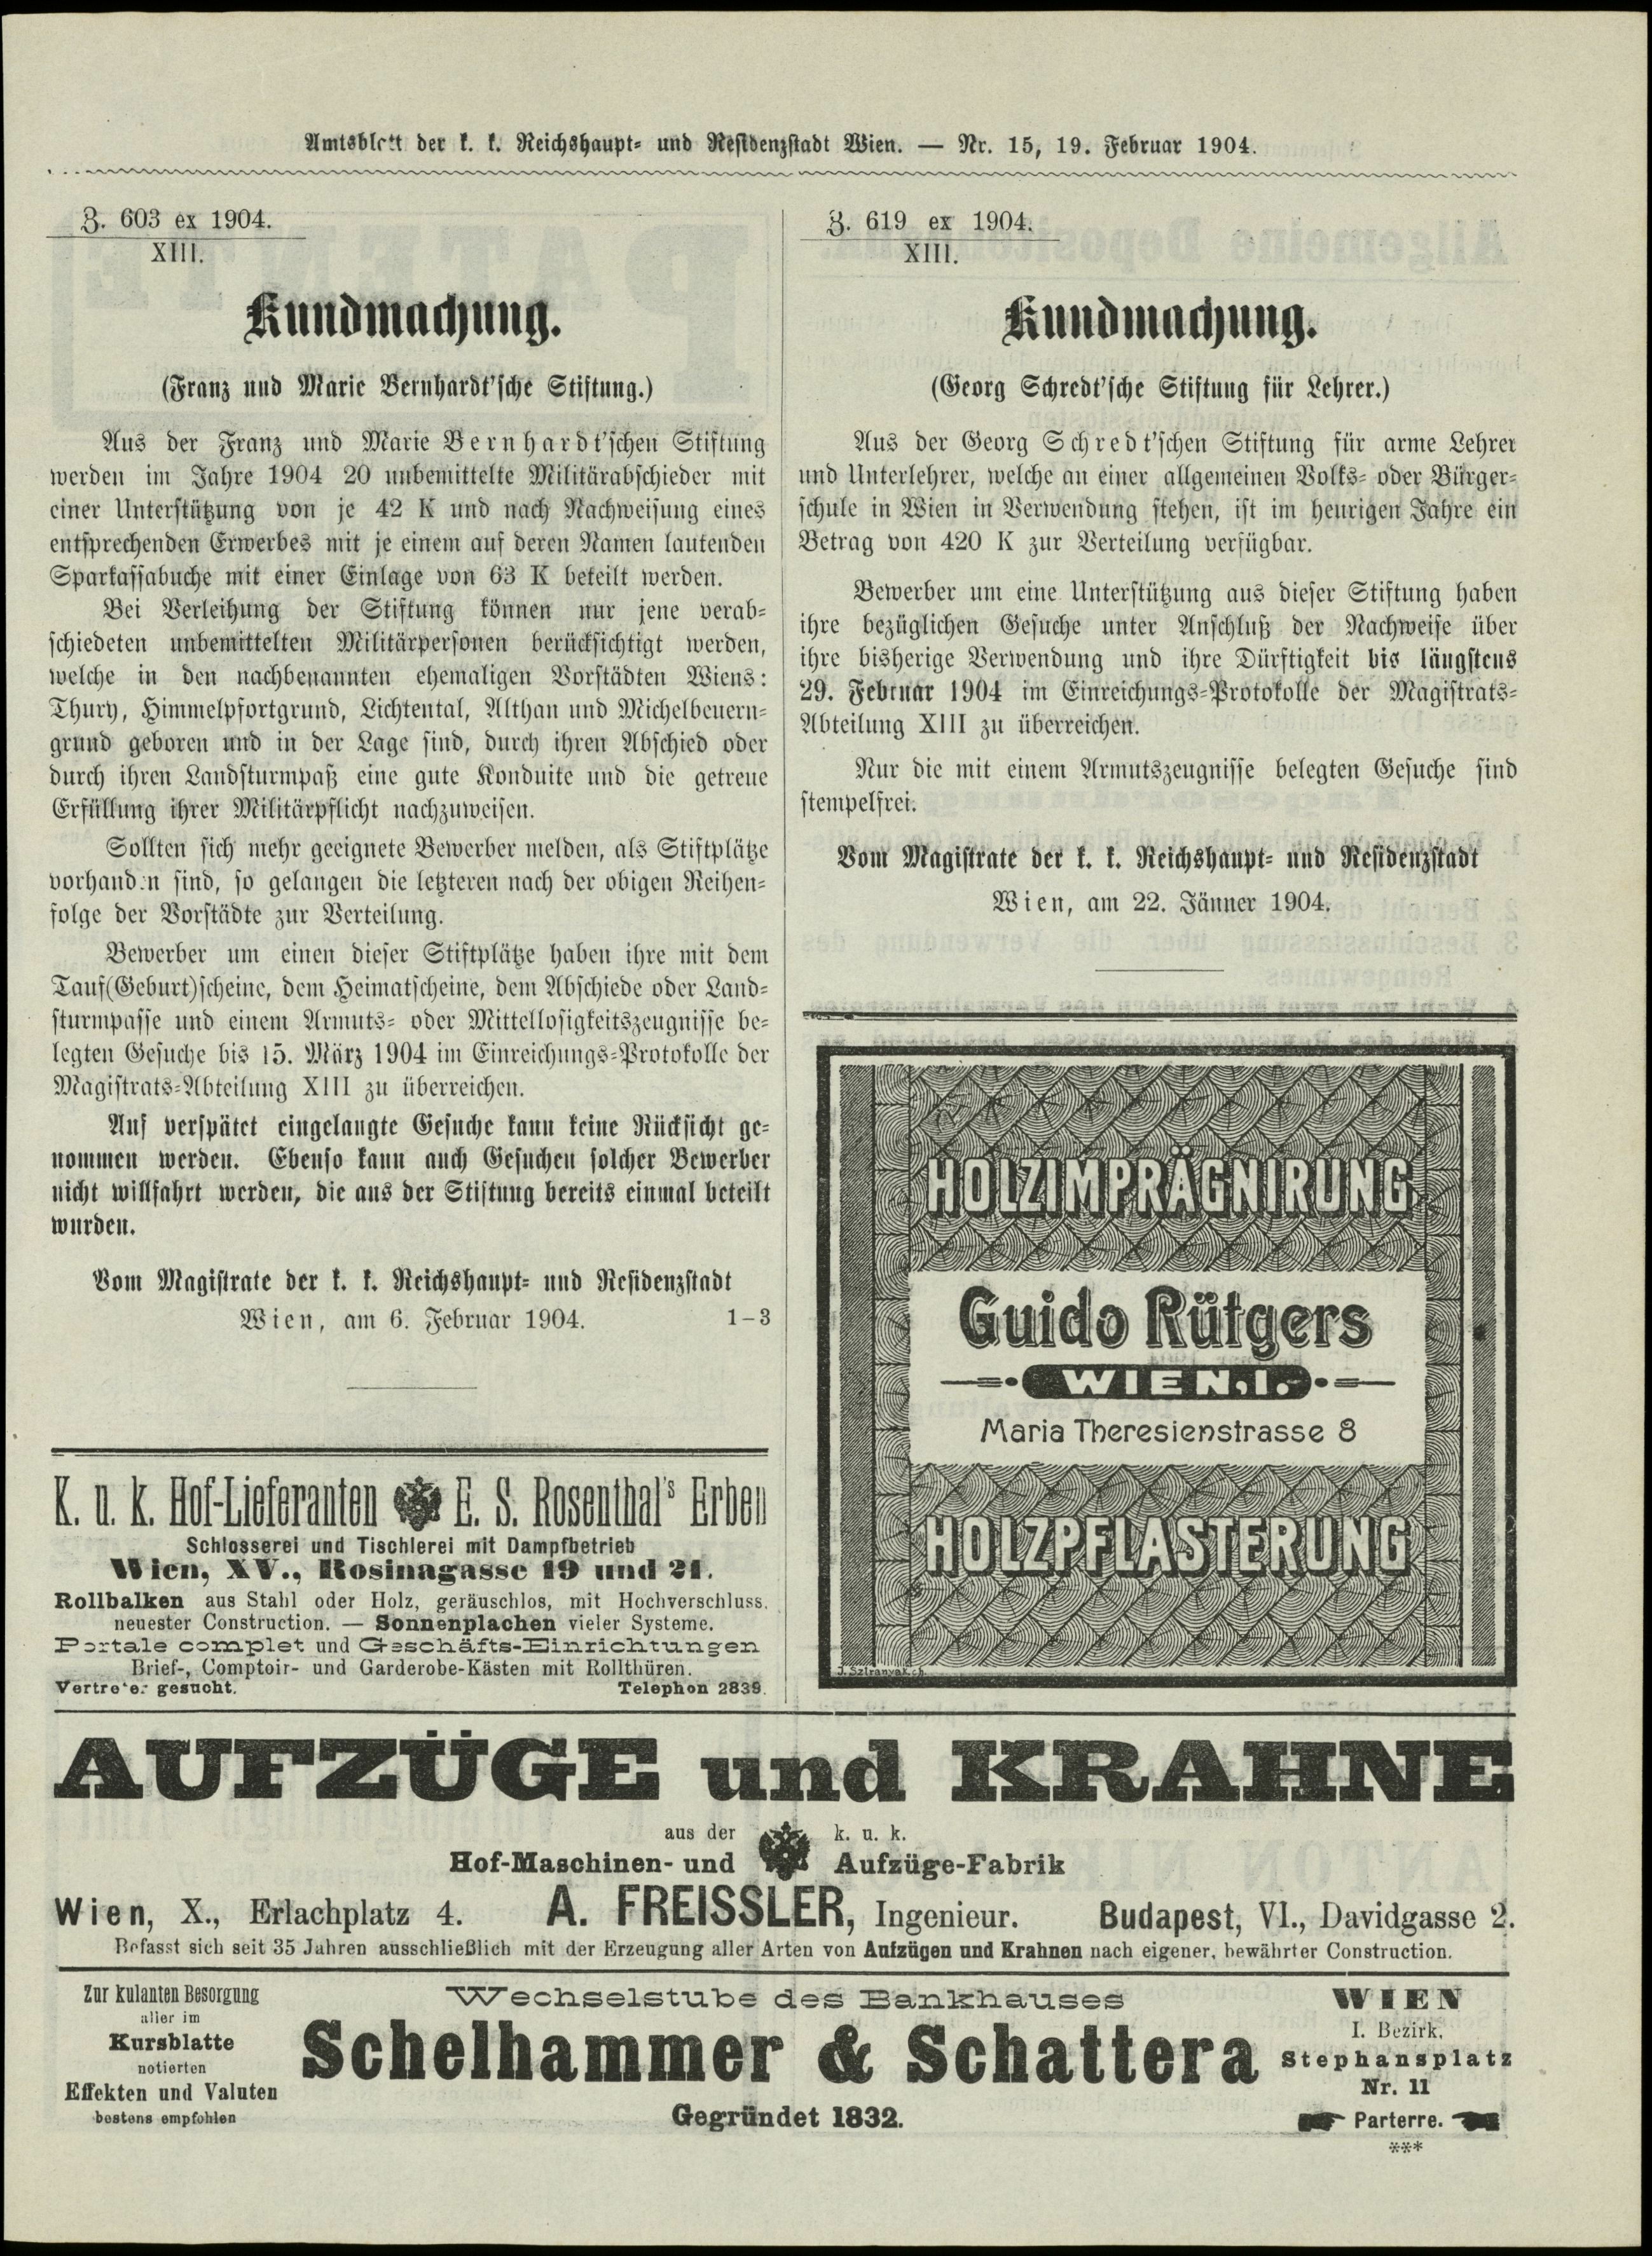 Amtsblatt der k. k. Reichshaupt- und Residenzstadt Wien. — Nr. 15, 19. Februar 1904.
Z. 603 ex 1904.
XIII.
Kundmachung.
(Franz und Marie Bernhardt'sche Stiftung.)
Aus der Franz und Marie Bernhardt'schen Stiftung
werden im Jahre 1904 20 unbemittelte Militärabschieder mit
einer Unterstützung von je 42 K und nach Nachweisung eines
entsprechenden Erwerbes mit je einem auf deren Namen lautenden
Sparkassabuche mit einer Einlage von 63 K beteilt werden.
Bei Verleihung der Stiftung können nur jene verab-
schiedeten unbemittelten Militärpersonen berücksichtigt werden,
welche in den nachbenannten ehemaligen Vorstädten Wiens:
Thury, Himmelpfortgrund, Lichtental, Althan und Michelbeuern-
grund geboren und in der Lage sind, durch ihren Abschied oder
durch ihren Landsturmpaß eine gute Konduite und die getreue
Erfüllung ihrer Militärpflicht nachzuweisen.
Sollten sich mehr geeignete Bewerber melden, als Stiftplätze
vorhanden sind, so gelangen die letzteren nach der obigen Reihen-
folge der Vorstädte zur Verteilung.
Bewerber um einen dieser Stiftplätze haben ihre mit dem
Tauf(Geburt)scheine, dem Heimatscheine, dem Abschiede oder Land-
sturmpasse und einem Armuts- oder Mittellosigkeitszeugnisse be-
legten Gesuche bis 15. März 1904 im Einreichungs-Protokolle der
Magistrats-Abteilung XIII zu überreichen.
Auf verspätet eingelangte Gesuche kann keine Rücksicht ge-
nommen werden. Ebenso kann auch Gesuchen solcher Bewerber
nicht willfahrt werden, die aus der Stiftung bereits einmal beteilt
wurden.
Vom Magistrate der k. k. Reichshaupt- und Residenzstadt
Wien, am 6. Februar 1904. 1–3
K. u. k. Hof-Lieferanten E. S. Rosenthal's Erben
Schlosserei und Tischlerei mit Dampfbetrieb
Wien, XV., Rosinagasse 19 und 21.
Rollbalken aus Stahl oder Holz, geräuschlos, mit Hochverschluss,
neuester Construction. — Sonnenplachen vieler Systeme.
Portale complet und Geschäfts-Einrichtungen
Brief-, Comptoir- und Garderobe-Kästen mit Rollthüren.
Vertreter gesucht. Telephon 2839.
Z. 619 ex 1904.
XIII.
Kundmachung.
(Georg Schredt'sche Stiftung für Lehrer.)
Aus der Georg Schredt'schen Stiftung für arme Lehrer
und Unterlehrer, welche an einer allgemeinen Volks- oder Bürger-
schule in Wien in Verwendung stehen, ist im heurigen Jahre ein
Betrag von 420 K zur Verteilung verfügbar.
Bewerber um eine Unterstützung aus dieser Stiftung haben
ihre bezüglichen Gesuche unter Anschluß der Nachweise über
ihre bisherige Verwendung und ihre Dürftigkeit bis längstens
29. Februar 1904 im Einreichungs-Protokolle der Magistrats-
Abteilung XIII zu überreichen.
Nur die mit einem Armutszeugnisse belegten Gesuche sind
stempelfrei.
Vom Magistrate der k. k. Reichshaupt- und Residenzstadt
Wien, am 22. Jänner 1904.
HOLZIMPRÄGNIRUNG
Guido Rütgers
WIEN, I.
Maria Theresienstrasse 8
HOLZPFLASTERUNG
J. Sztranyak ch.
AUFZÜGE und KRAHNE
aus der k. u. k.
Hof-Maschinen- und Aufzüge-Fabrik
Wien, X., Erlachplatz 4. A. FREISSLER, Ingenieur. Budapest, VI., Davidgasse 2.
Befasst sich seit 35 Jahren ausschließlich mit der Erzeugung aller Arten von Aufzügen und Krahnen nach eigener, bewährter Construction.
Zur kulanten Besorgung
aller im
Kursblatte
notierten
Effekten und Valuten
bestens empfohlen
Wechselstube des Bankhauses
Schelhammer & Schattera
Gegründet 1832.
WIEN
I. Bezirk.
Stephansplatz
Nr. 11
Parterre.
***